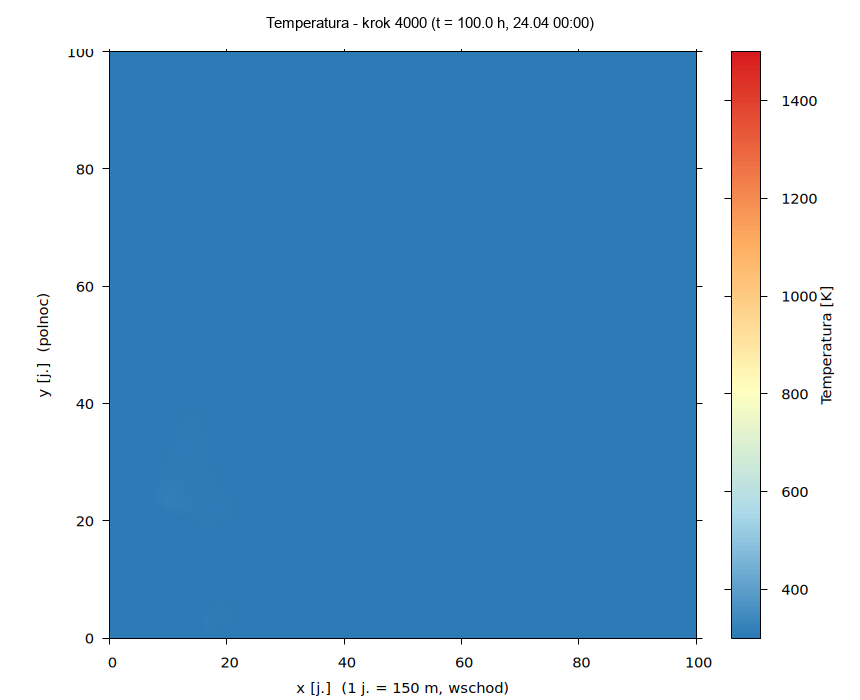 Temperatura - krok 4000 (t = 100.0 h, 24.04 00:00)
100
80
60
40
20
0
y [j.]  (polnoc)
0 20 40 60 80 100
x [j.]  (1 j. = 150 m, wschod)
1400
1200
1000
800
600
400
Temperatura [K]